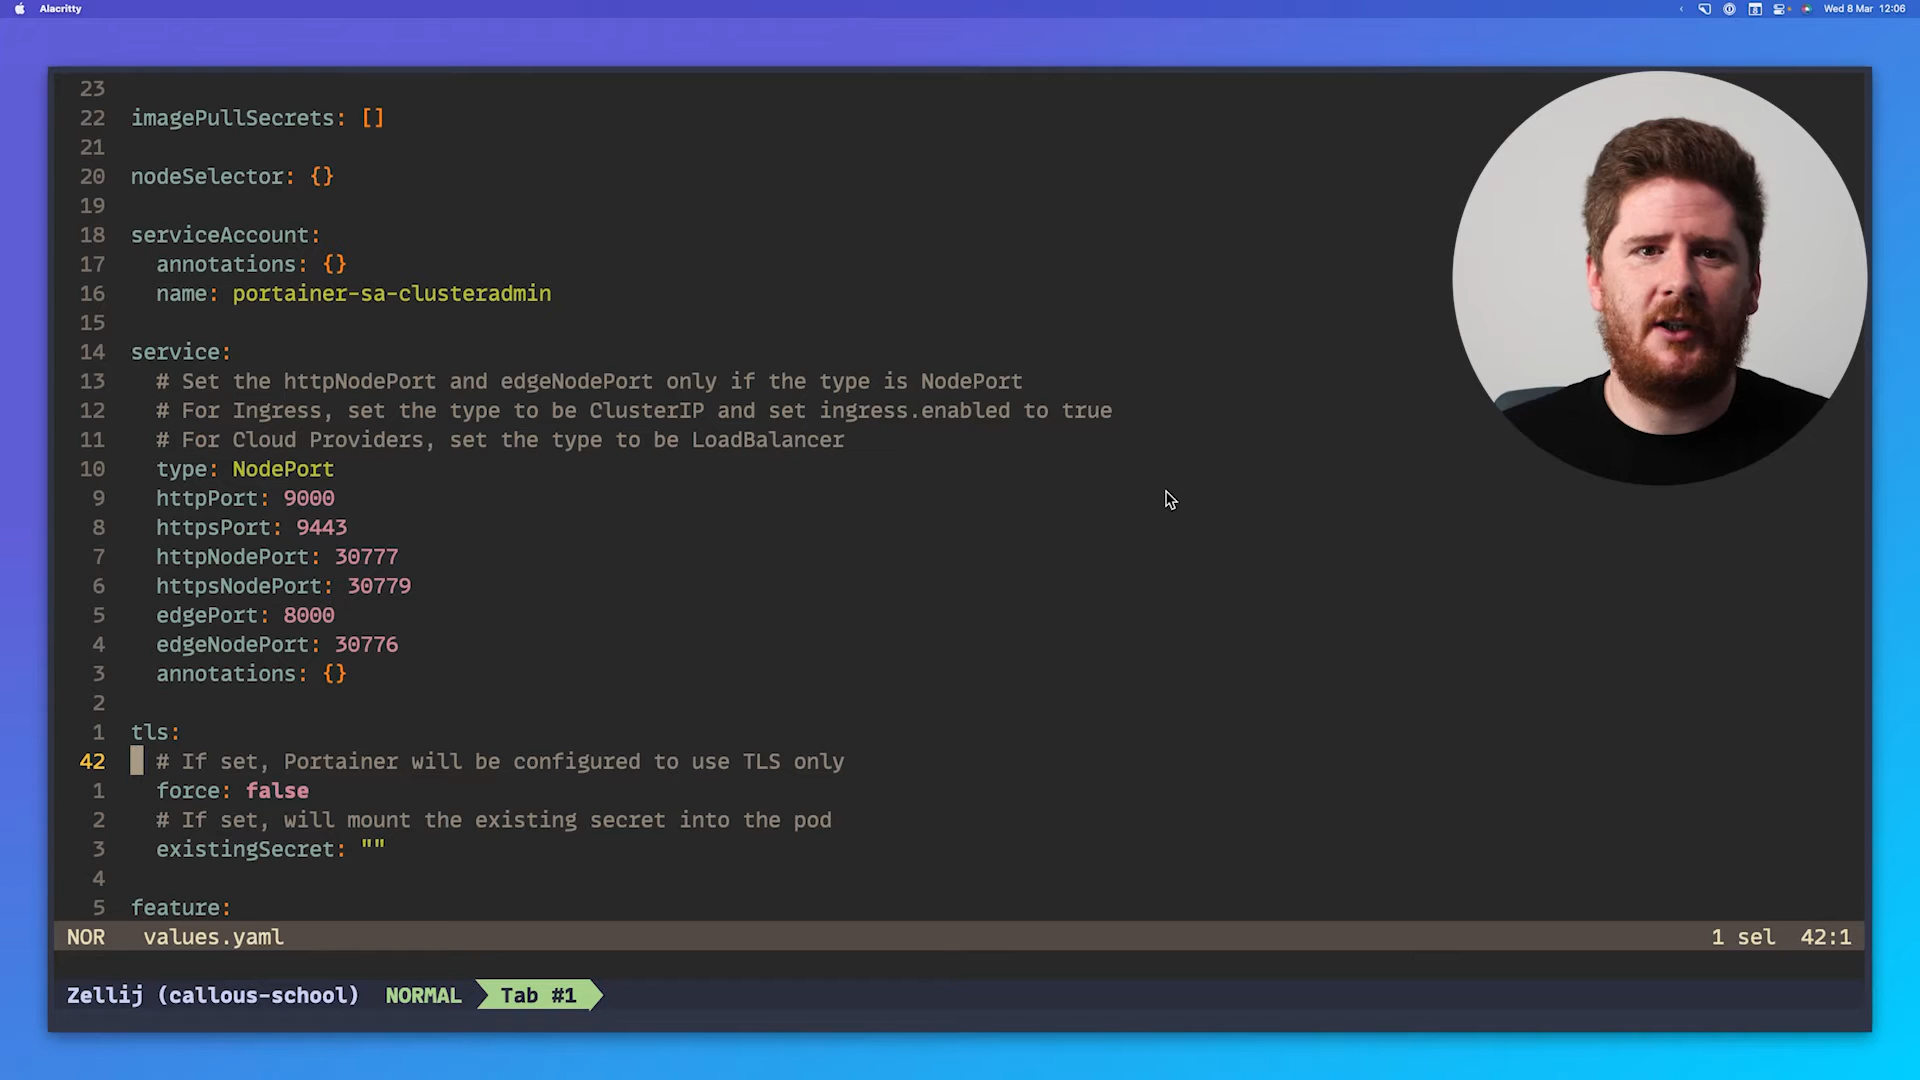 Alacritty
Wed 8 Mar 12:06
23
22 imagePullSecrets: []
21
20 nodeSelector: {}
19
18 serviceAccount:
17 annotations: {}
16 name: portainer-sa-clusteradmin
15
14 service:
13 # Set the httpNodePort and edgeNodePort only if the type is NodePort
12 # For Ingress, set the type to be ClusterIP and set ingress.enabled to true
11 # For Cloud Providers, set the type to be LoadBalancer
10 type: NodePort
9 httpPort: 9000
8 httpsPort: 9443
7 httpNodePort: 30777
6 httpsNodePort: 30779
5 edgePort: 8000
4 edgeNodePort: 30776
3 annotations: {}
2
1 tls:
42 # If set, Portainer will be configured to use TLS only
1 force: false
2 # If set, will mount the existing secret into the pod
3 existingSecret: ""
4
5 feature:
NOR values.yaml 1 sel 42:1
Zellij (callous-school) NORMAL Tab #1